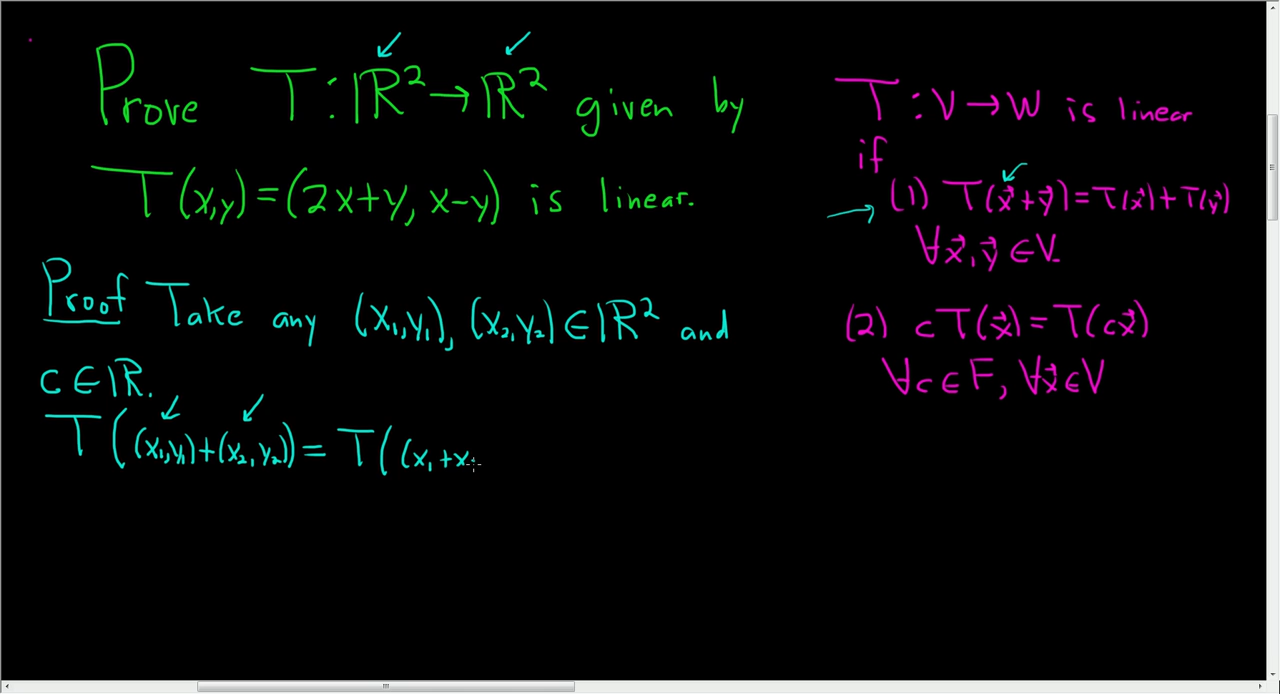 Prove T:ℝ²→ℝ² given by
T(x,y)=(2x+y, x-y) is linear.
Proof Take any (x₁,y₁), (x₂,y₂)∈ℝ² and
c∈ℝ.
T((x₁,y₁)+(x₂,y₂))=T((x₁+x
T:V→W is linear
if
(1) T(x⃗+y⃗)=T(x⃗)+T(y⃗)
∀x⃗,y⃗∈V.
(2) cT(x⃗)=T(cx⃗)
∀c∈F, ∀x⃗∈V